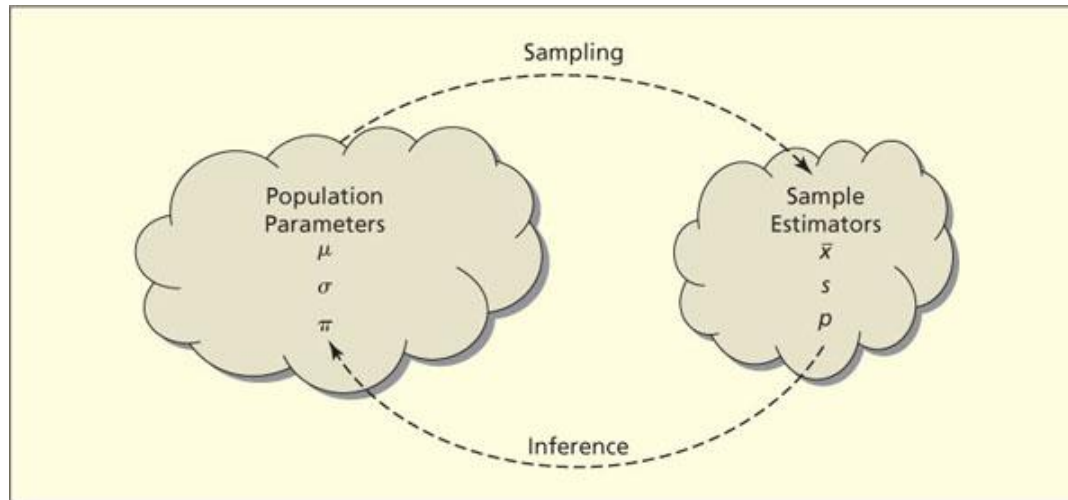 Sampling
Population
Parameters
μ
σ
π
Sample
Estimators
x̄
s
p
Inference